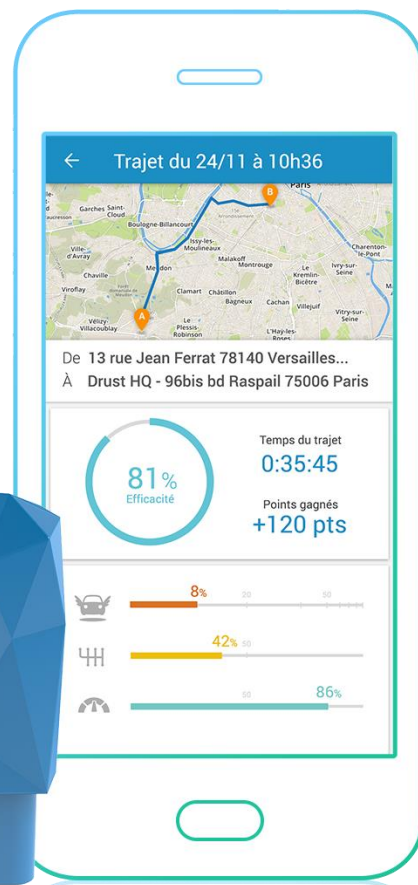 ← Trajet du 24/11 à 10h36
Paris
B
Garches Saint-
Cloud
Boulogne-Billancourt
Ville-
d'Avray
Issy-les-
Moulineaux
Malakoff
Montrouge
Charenton-
le-Pont
Chaville
Meudon
Le
Kremlin-
Bicêtre
Ivry-sur-
Seine
Viroflay
Clamart
Châtillon
Bagneux
Cachan
Villejuif
Vitry-sur-
Seine
Vélizy-
Villacoublay
A
Le
Plessis-
Robinson
L'Haÿ-les-
Roses
De 13 rue Jean Ferrat 78140 Versailles...
À Drust HQ - 96bis bd Raspail 75006 Paris
81%
Efficacité
Temps du trajet
0:35:45
Points gagnés
+120 pts
8% 20 50
42% 50
50 86%